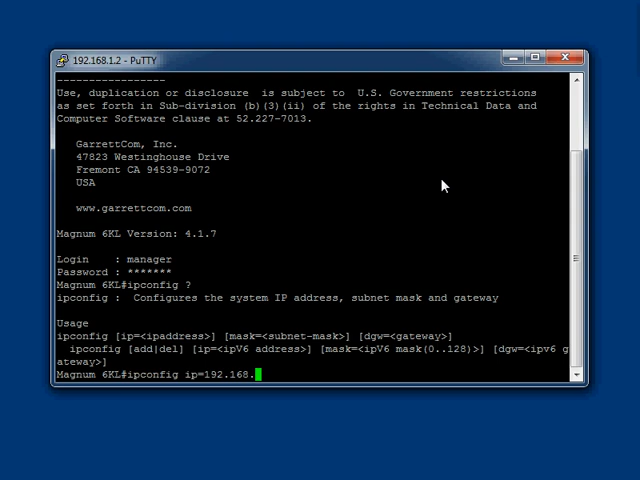 192.168.1.2 - PuTTY
-----------------
Use, duplication or disclosure  is subject to  U.S. Government restrictions
as set forth in Sub-division (b)(3)(ii) of the rights in Technical Data and
Computer Software clause at 52.227-7013.
GarrettCom, Inc.
47823 Westinghouse Drive
Fremont CA 94539-9072
USA
www.garrettcom.com
Magnum 6KL Version: 4.1.7
Login    : manager
Password : *******
Magnum 6KL#ipconfig ?
ipconfig :  Configures the system IP address, subnet mask and gateway
Usage
ipconfig [ip=<ipaddress>] [mask=<subnet-mask>] [dgw=<gateway>]
ipconfig [add|del] [ip=<ipV6 address>] [mask=<ipV6 mask(0..128)>] [dgw=<ipv6 g
ateway>]
Magnum 6KL#ipconfig ip=192.168.